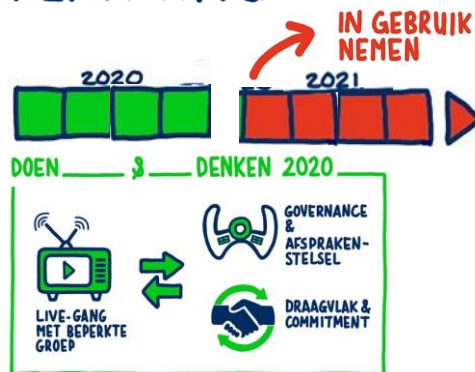 IN GEBRUIK
NEMEN
2020
2021
DOEN & DENKEN 2020
LIVE-GANG
MET BEPERKTE
GROEP
GOVERNANCE
&
AFSPRAKEN-
STELSEL
DRAAGVLAK &
COMMITMENT